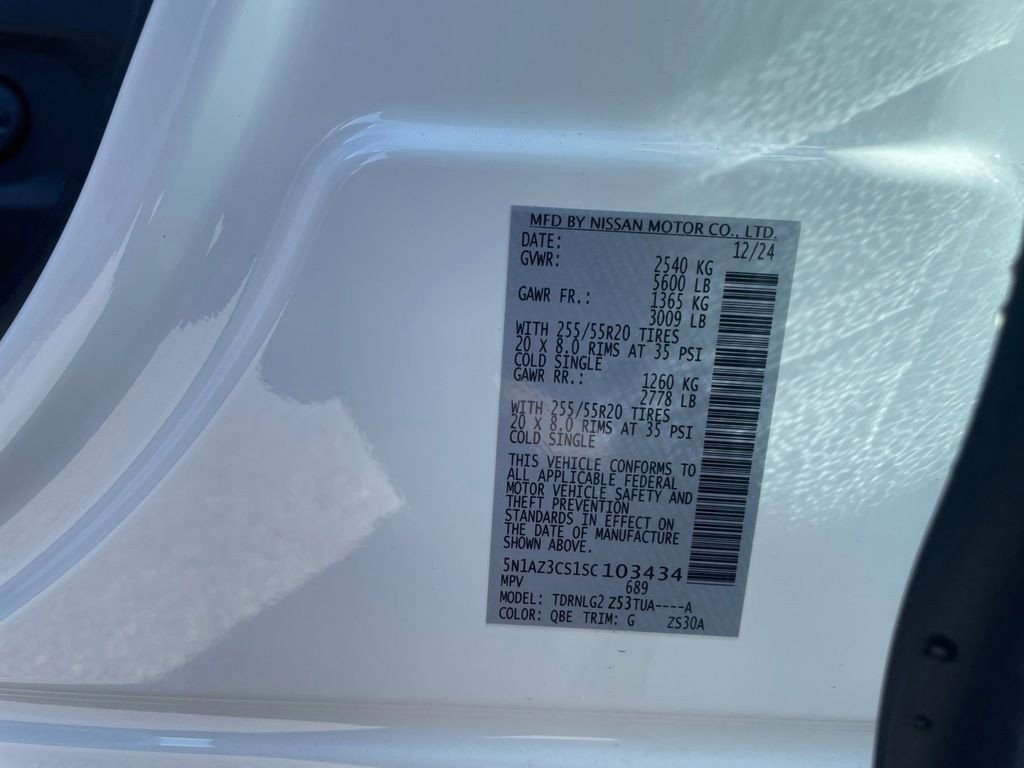 MFD BY NISSAN MOTOR CO., LTD.
DATE: 12/24
GVWR: 2540 KG
5600 LB
GAWR FR.: 1365 KG
3009 LB
WITH 255/55R20 TIRES
20 X 8.0 RIMS AT 35 PSI
COLD SINGLE
GAWR RR.: 1260 KG
2778 LB
WITH 255/55R20 TIRES
20 X 8.0 RIMS AT 35 PSI
COLD SINGLE
THIS VEHICLE CONFORMS TO
ALL APPLICABLE FEDERAL
MOTOR VEHICLE SAFETY AND
THEFT PREVENTION
STANDARDS IN EFFECT ON
THE DATE OF MANUFACTURE
SHOWN ABOVE.
5N1AZ3CS1SC103434
MPV 689
MODEL: TDRNLG2 Z53TUA----A
COLOR: QBE TRIM: G ZS30A